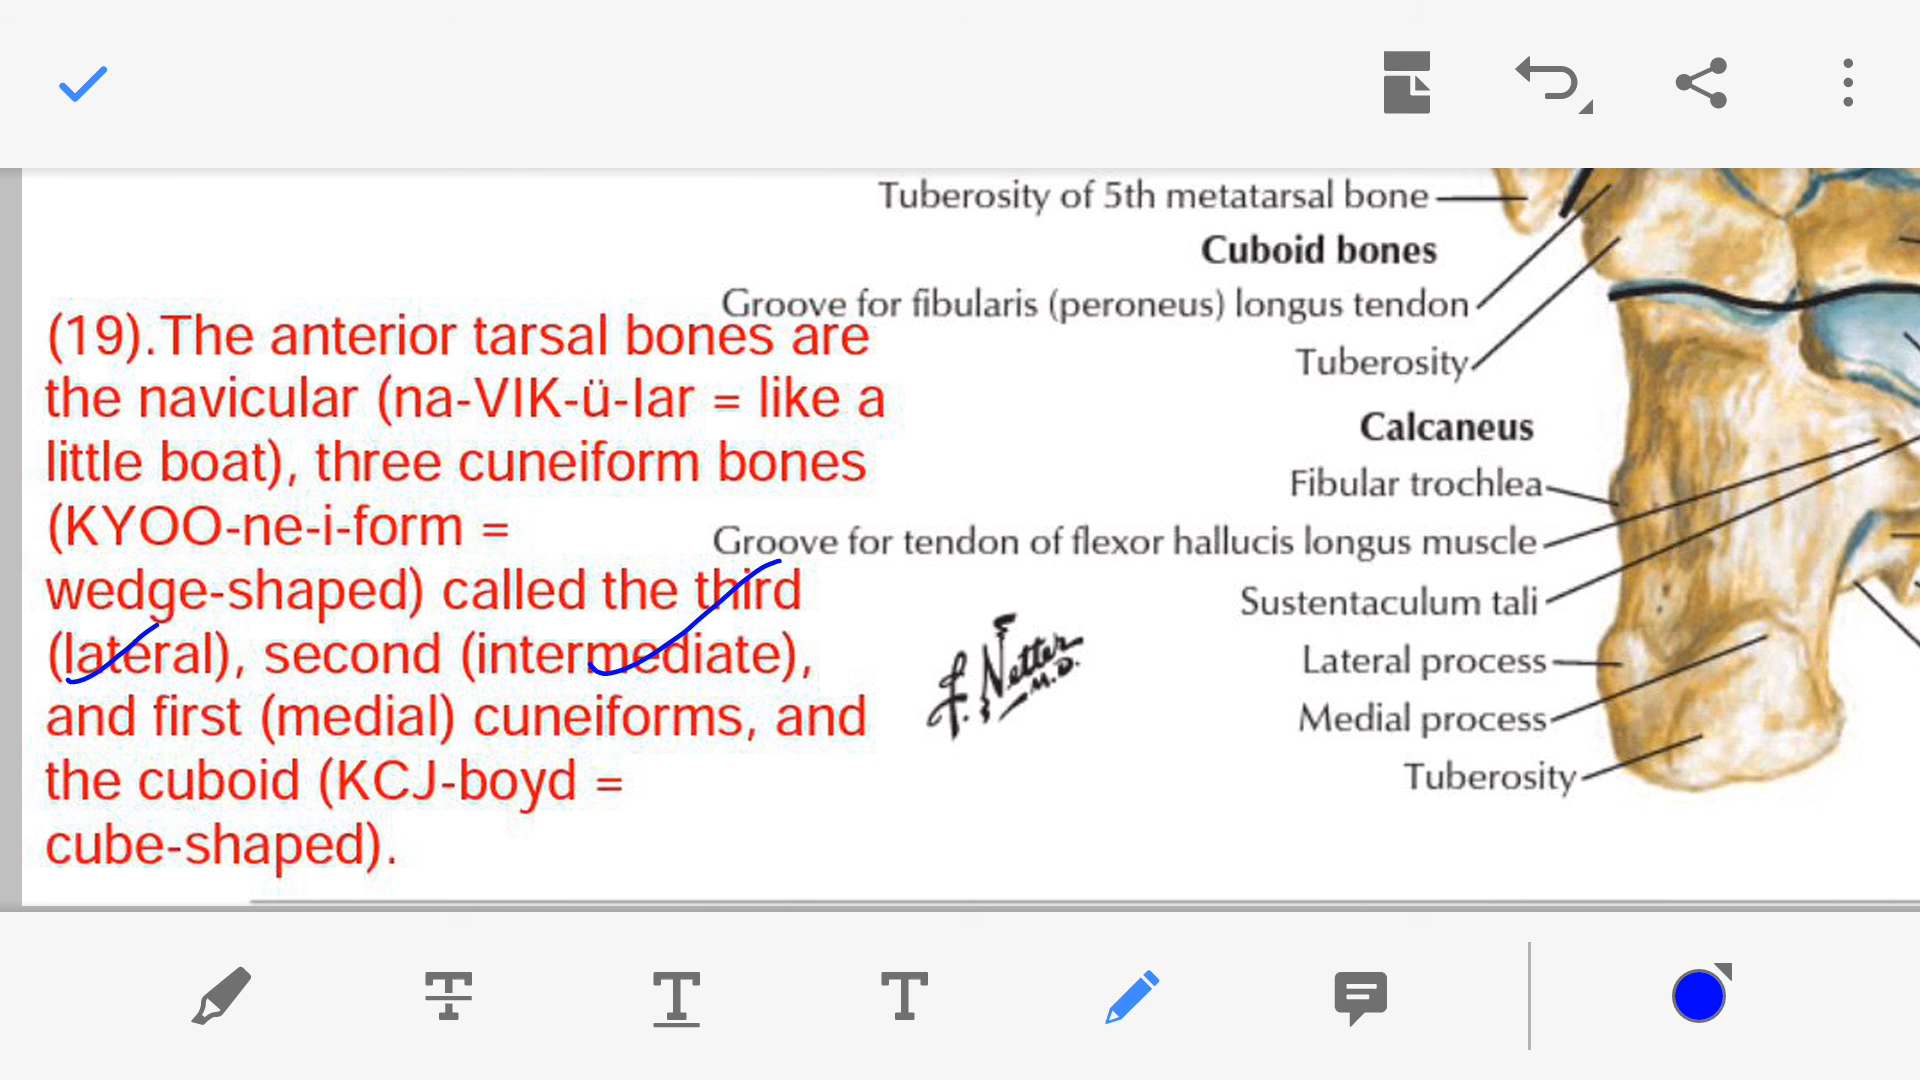 Tuberosity of 5th metatarsal bone
Cuboid bones
Groove for fibularis (peroneus) longus tendon
Tuberosity
Calcaneus
Fibular trochlea
Groove for tendon of flexor hallucis longus muscle
Sustentaculum tali
Lateral process
Medial process
Tuberosity
(19).The anterior tarsal bones are
the navicular (na-VIK-ü-lar = like a
little boat), three cuneiform bones
(KYOO-ne-i-form =
wedge-shaped) called the third
(lateral), second (intermediate),
and first (medial) cuneiforms, and
the cuboid (KCJ-boyd =
cube-shaped).
f. Netter
M.D.